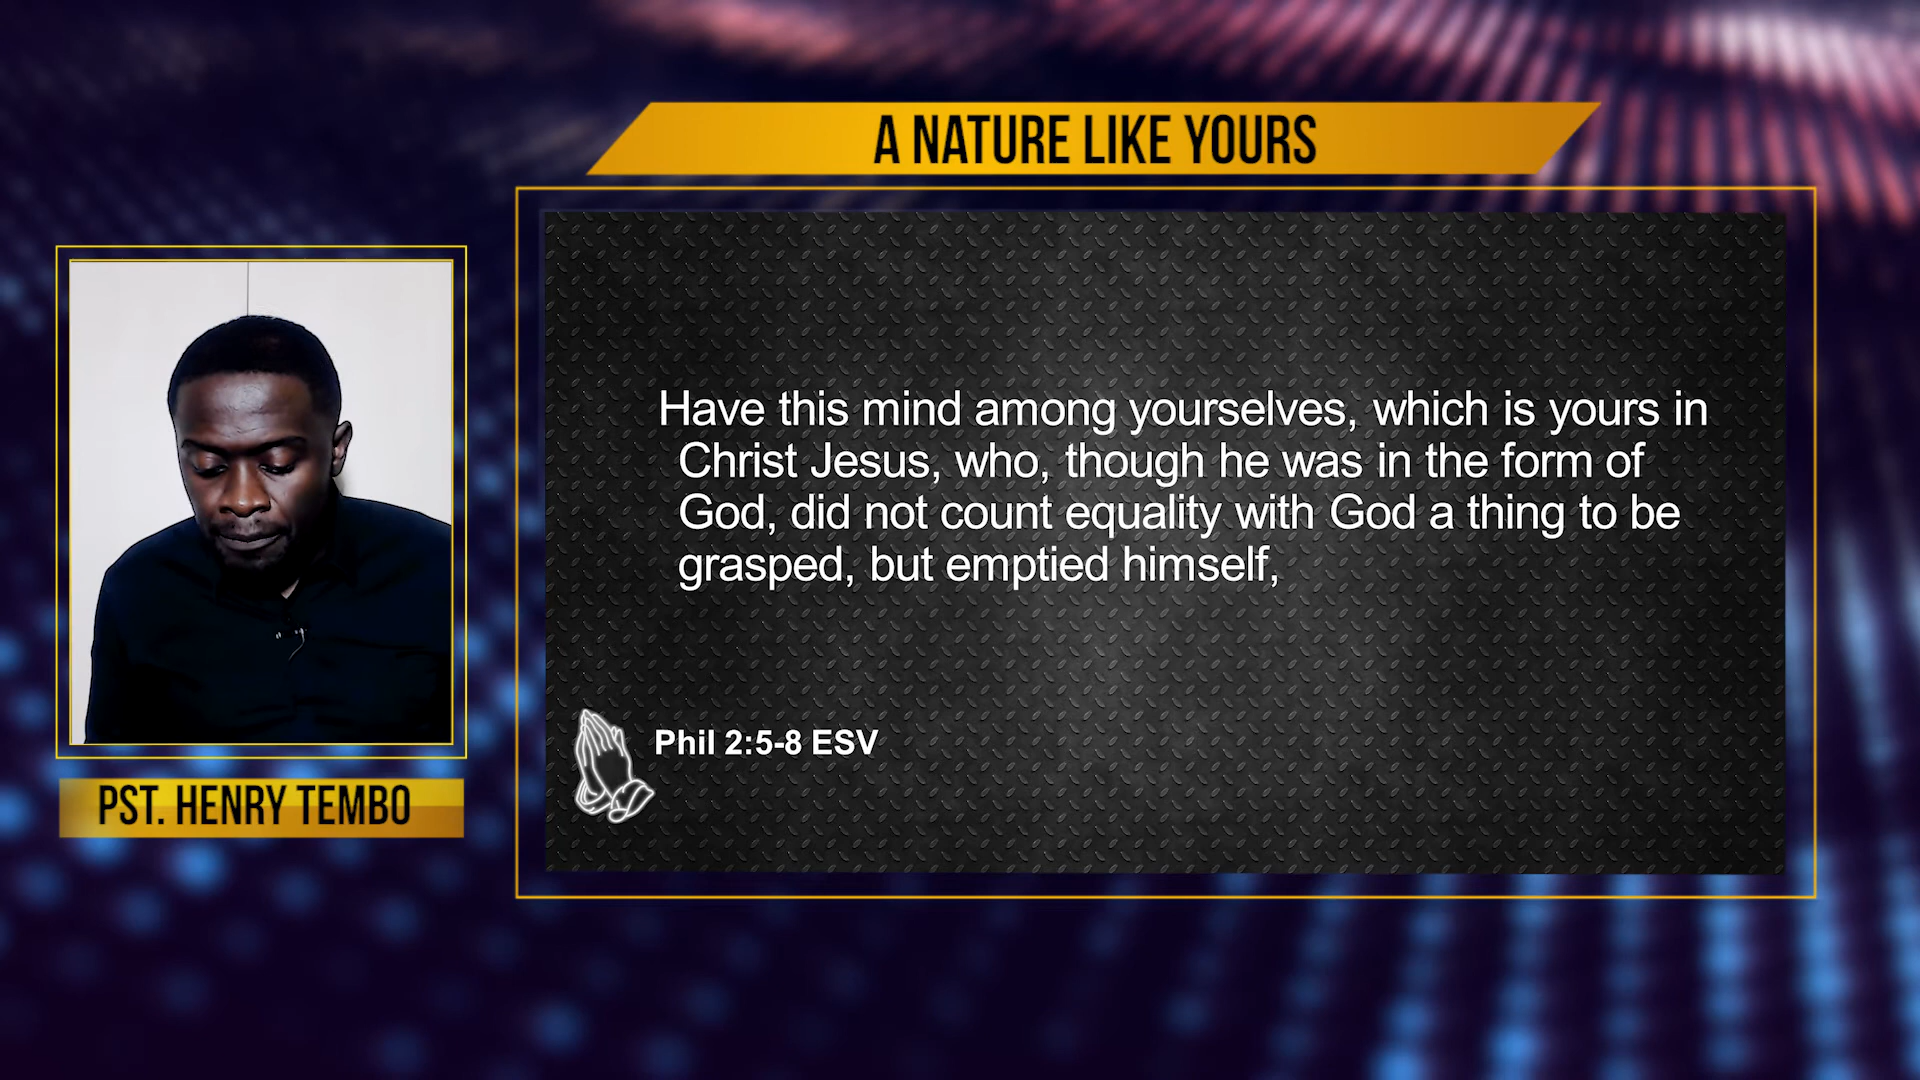 A NATURE LIKE YOURS
Have this mind among yourselves, which is yours in
Christ Jesus, who, though he was in the form of
God, did not count equality with God a thing to be
grasped, but emptied himself,
Phil 2:5-8 ESV
PST. HENRY TEMBO